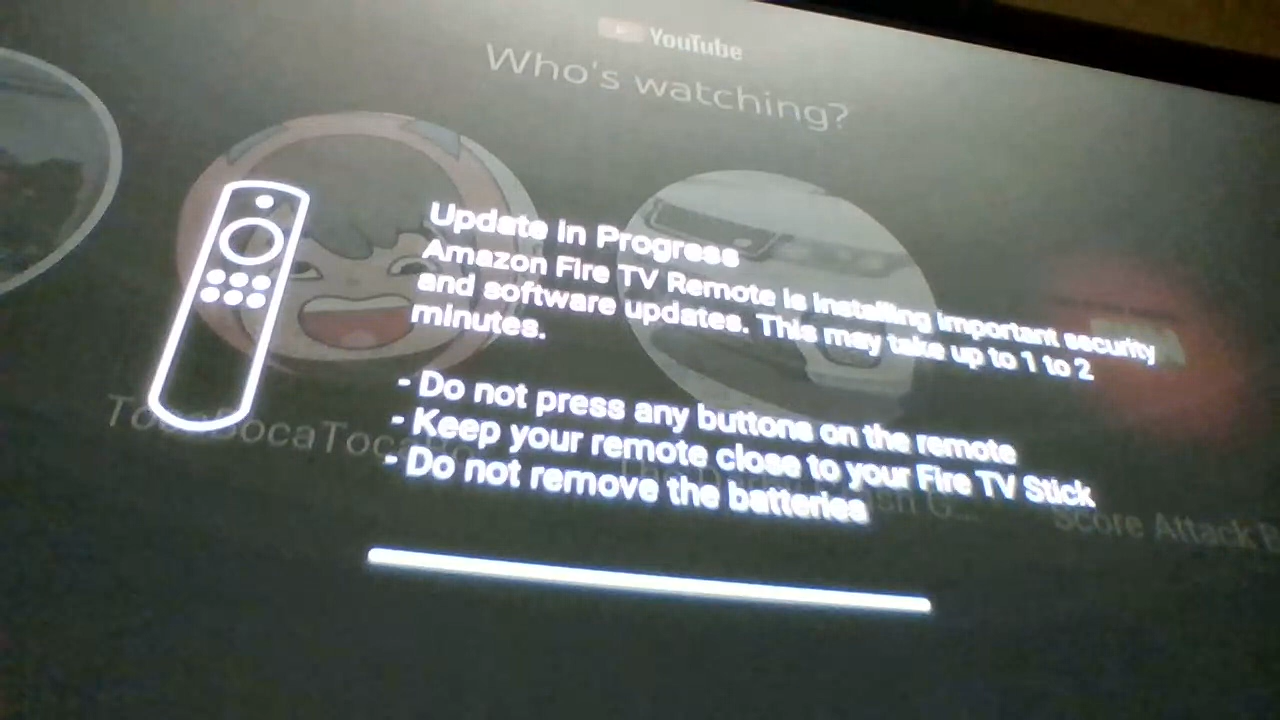 YouTube
Who's watching?
Update in Progress
Amazon Fire TV Remote is installing important security
and software updates. This may take up to 1 to 2
minutes.
- Do not press any buttons on the remote
- Keep your remote close to your Fire TV Stick
- Do not remove the batteries
Score Attack